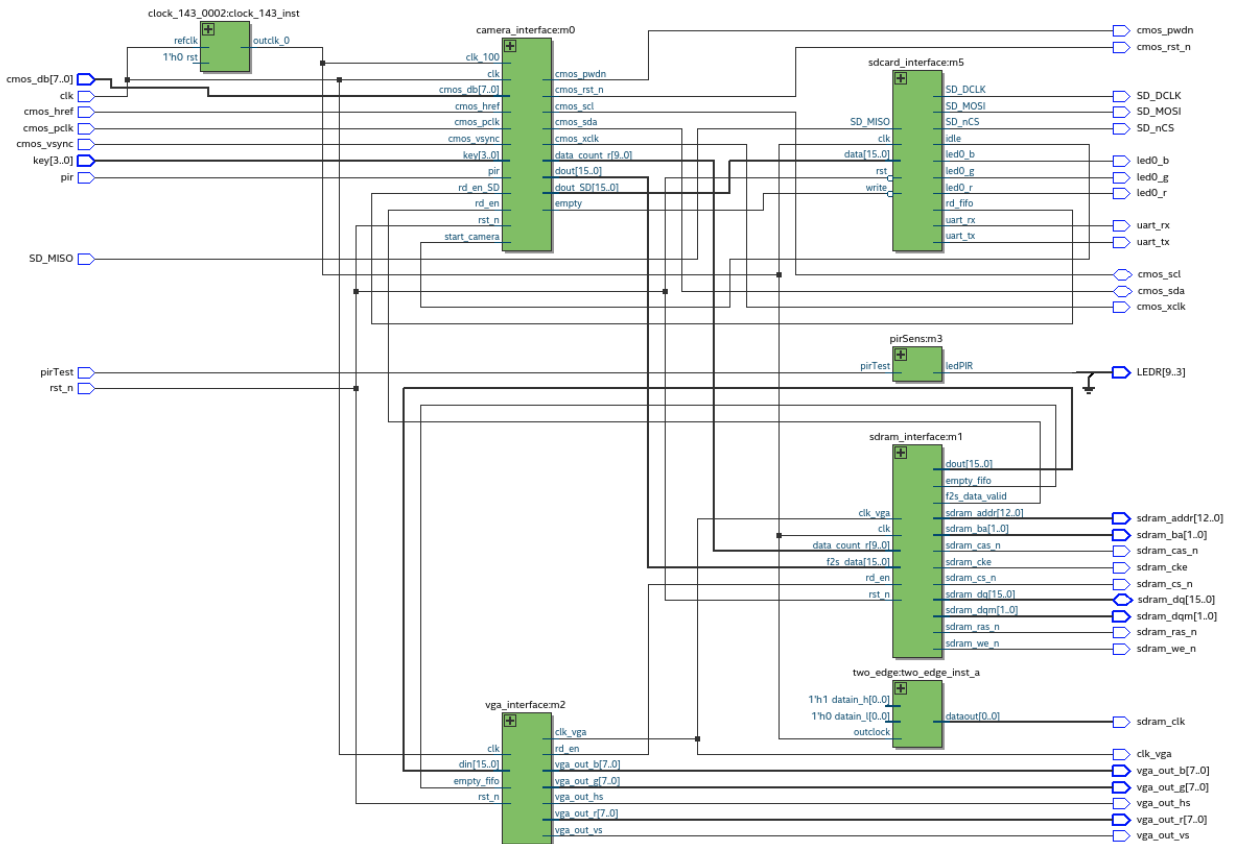 clock_143_0002:clock_143_inst
refclk
1'h0 rst
outclk_0
cmos_db[7..0]
clk
cmos_href
cmos_pclk
cmos_vsync
key[3..0]
pir
SD_MISO
pirTest
rst_n
camera_interface:m0
clk_100
clk
cmos_db[7..0]
cmos_href
cmos_pclk
cmos_vsync
key[3..0]
pir
rd_en_SD
rd_en
rst_n
start_camera
cmos_pwdn
cmos_rst_n
cmos_scl
cmos_sda
cmos_xclk
data_count_r[9..0]
dout[15..0]
dout_SD[15..0]
empty
sdcard_interface:m5
SD_MISO
clk
data[15..0]
rst
write
SD_DCLK
SD_MOSI
SD_nCS
idle
led0_b
led0_g
led0_r
rd_fifo
uart_rx
uart_tx
cmos_pwdn
cmos_rst_n
SD_DCLK
SD_MOSI
SD_nCS
led0_b
led0_g
led0_r
uart_rx
uart_tx
cmos_scl
cmos_sda
cmos_xclk
pirSens:m3
pirTest
ledPIR
LEDR[9..3]
sdram_interface:m1
clk_vga
clk
data_count_r[9..0]
f2s_data[15..0]
rd_en
rst_n
dout[15..0]
empty_fifo
f2s_data_valid
sdram_addr[12..0]
sdram_ba[1..0]
sdram_cas_n
sdram_cke
sdram_cs_n
sdram_dq[15..0]
sdram_dqm[1..0]
sdram_ras_n
sdram_we_n
sdram_addr[12..0]
sdram_ba[1..0]
sdram_cas_n
sdram_cke
sdram_cs_n
sdram_dq[15..0]
sdram_dqm[1..0]
sdram_ras_n
sdram_we_n
two_edge:two_edge_inst_a
1'h1 datain_h[0..0]
1'h0 datain_l[0..0]
outclock
dataout[0..0]
sdram_clk
vga_interface:m2
clk
din[15..0]
empty_fifo
rst_n
clk_vga
rd_en
vga_out_b[7..0]
vga_out_g[7..0]
vga_out_hs
vga_out_r[7..0]
vga_out_vs
clk_vga
vga_out_b[7..0]
vga_out_g[7..0]
vga_out_hs
vga_out_r[7..0]
vga_out_vs